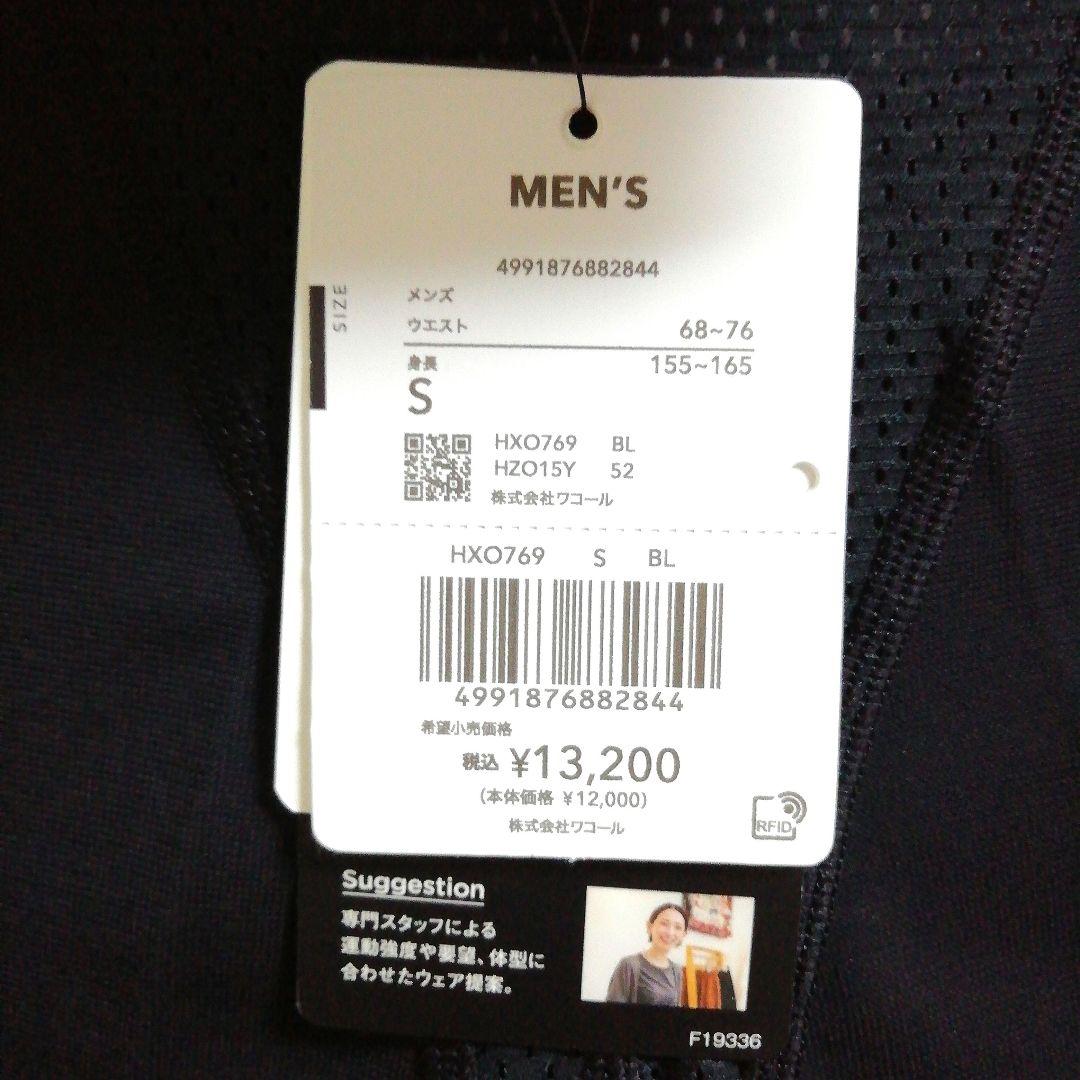 MEN'S
4991876882844
SIZE
メンズ
ウエスト 68~76
身長 155~165
S
HXO769 BL
HZO15Y 52
株式会社ワコール
HXO769 S BL
4991876882844
希望小売価格
税込 ¥13,200
(本体価格 ¥12,000)
株式会社ワコール
RFID
Suggestion
専門スタッフによる
運動強度や要望、体型に
合わせたウェア提案。
F19336